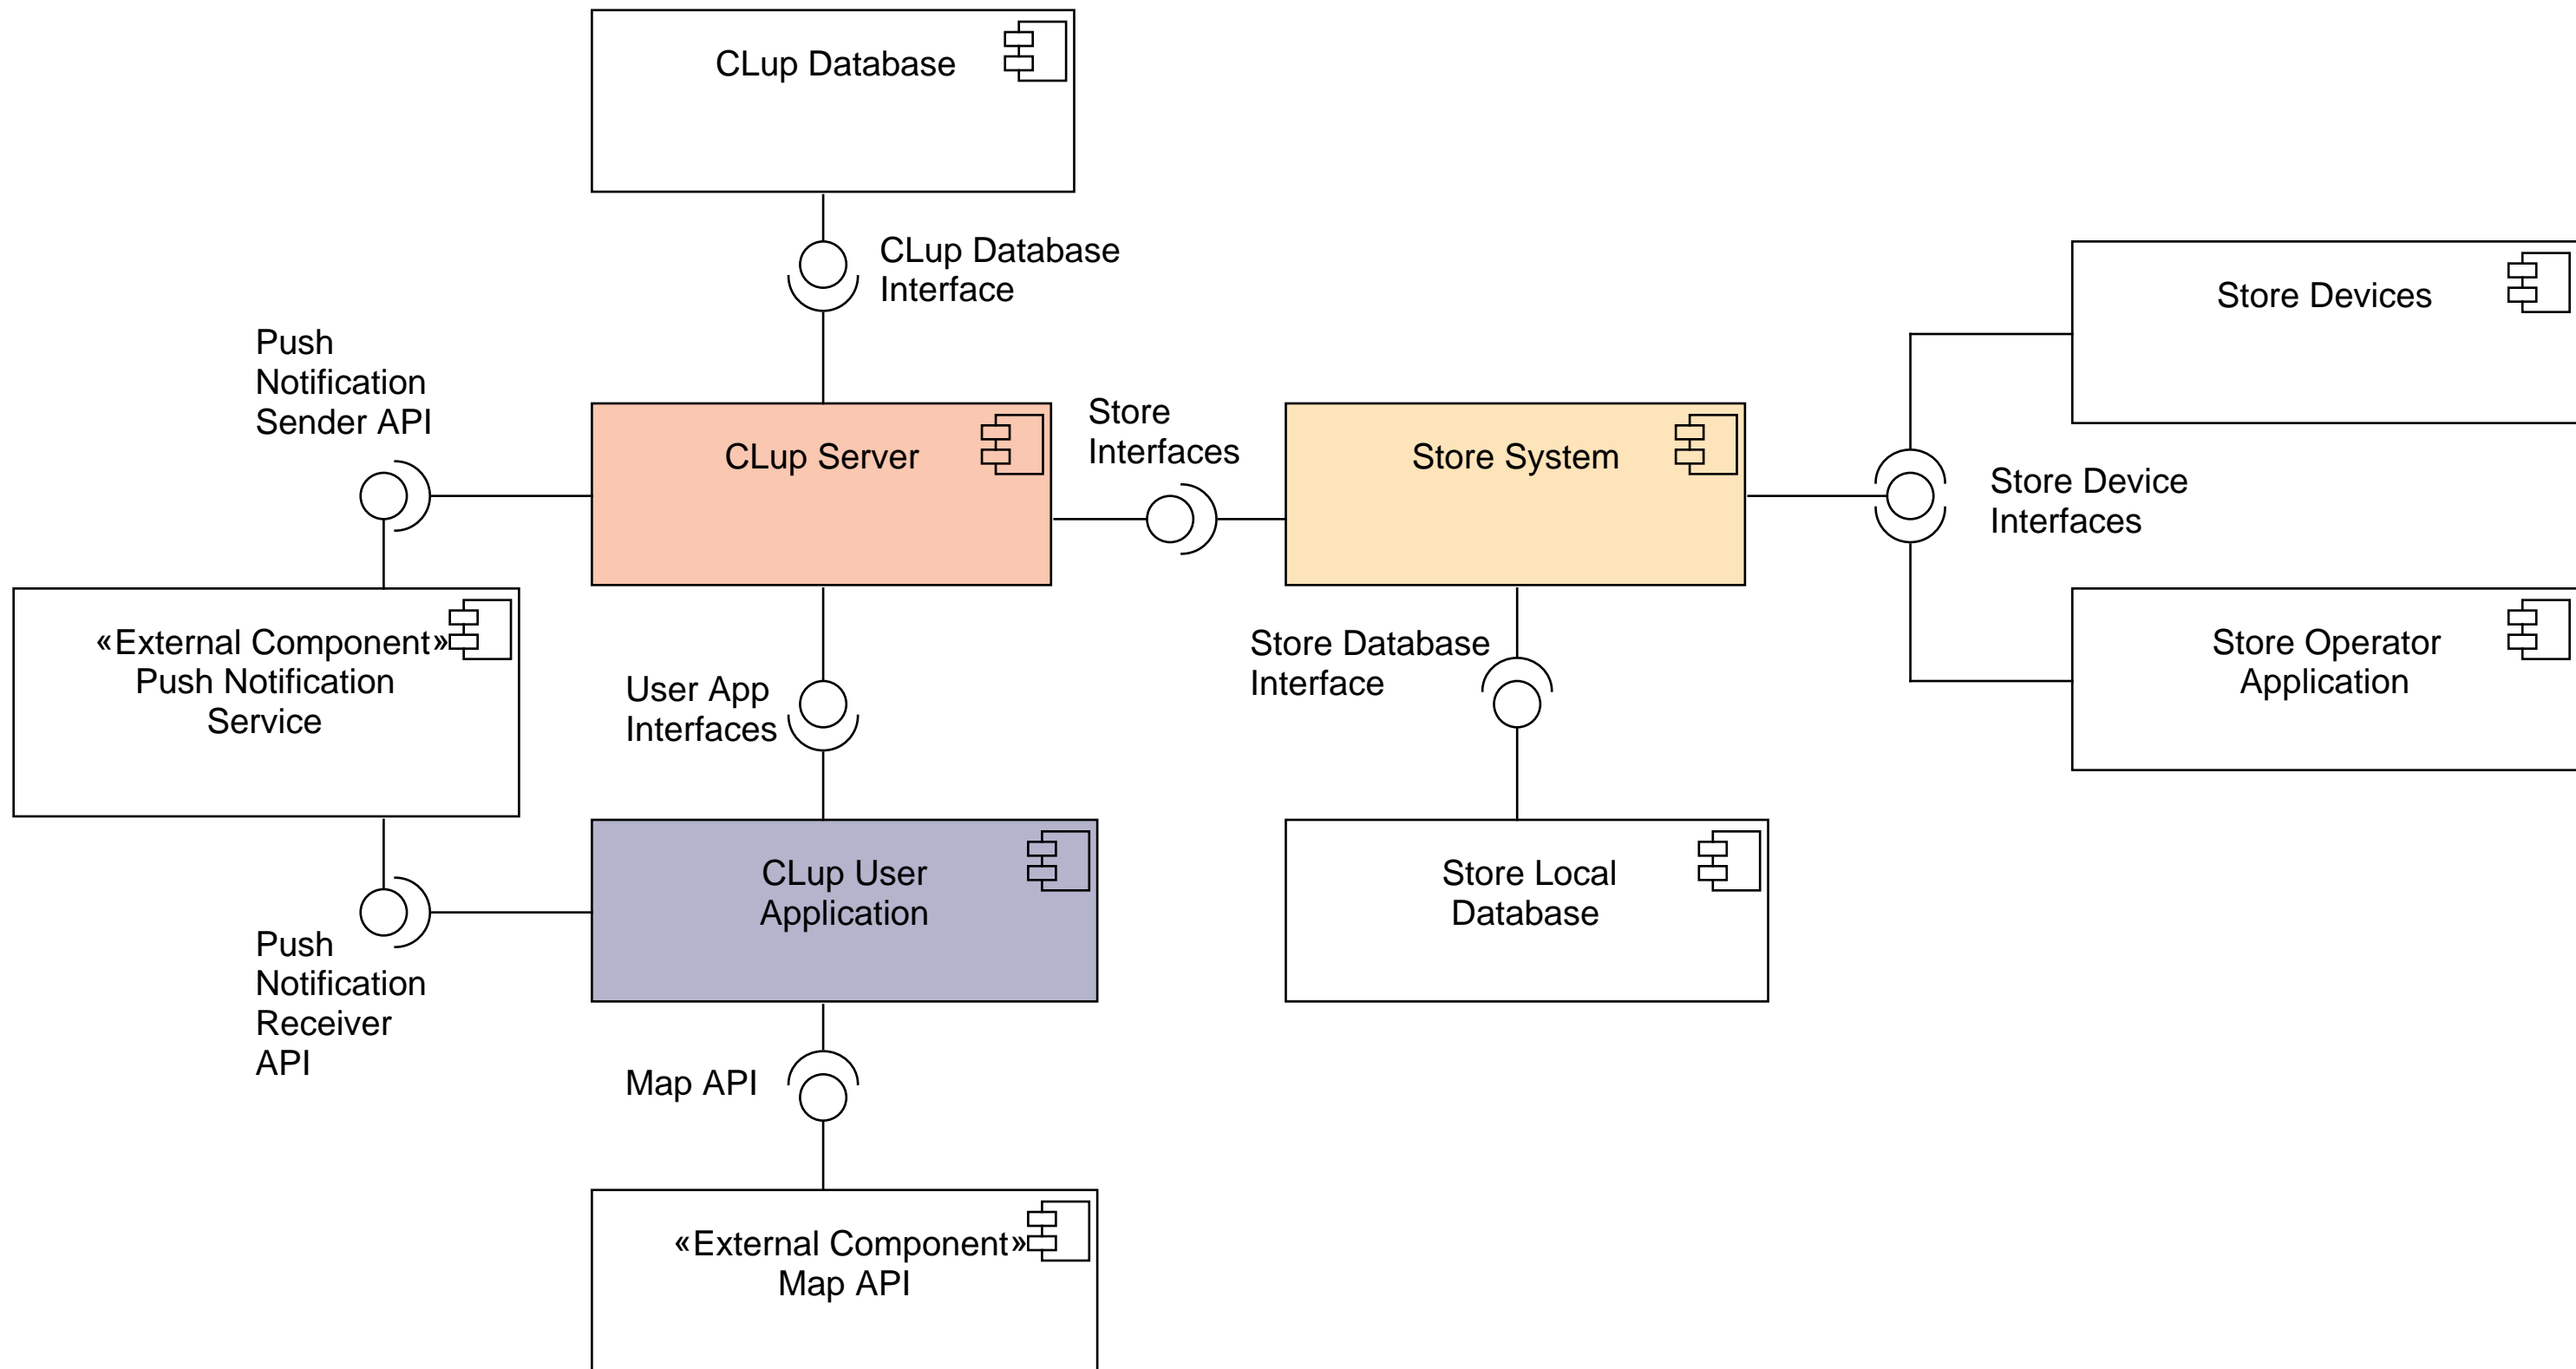 CLup Database
CLup Database
Interface
Push
Notification
Sender API
CLup Server
Store
Interfaces
Store System
Store Devices
Store Device
Interfaces
«External Component»
Push Notification
Service
User App
Interfaces
Store Database
Interface
Store Operator
Application
CLup User
Application
Store Local
Database
Push
Notification
Receiver
API
Map API
«External Component»
Map API